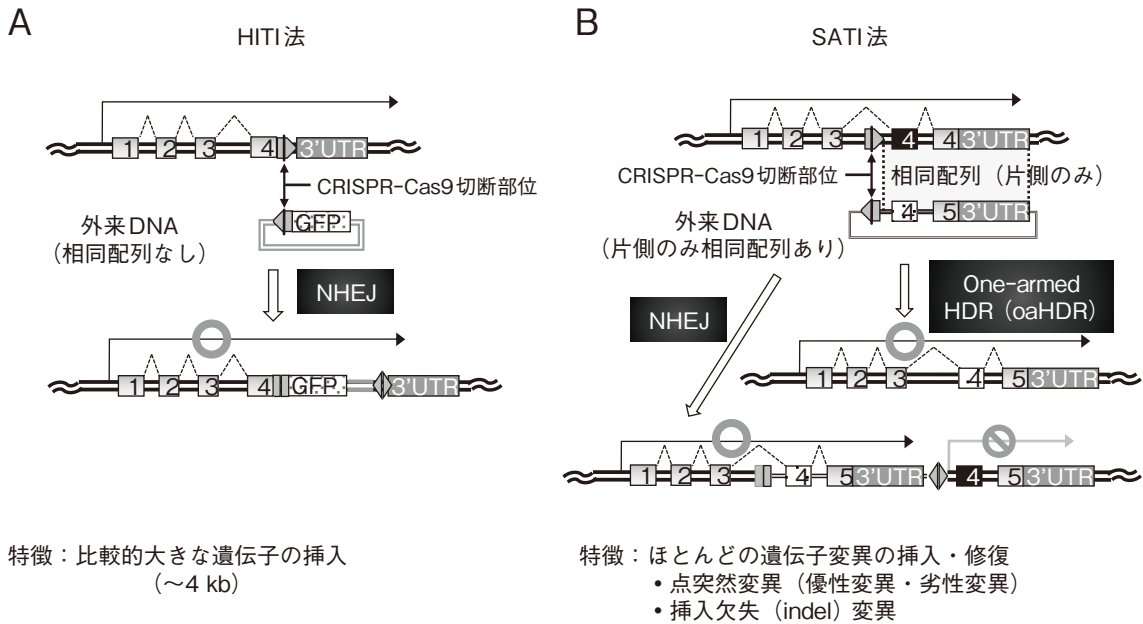 A
HITI法
1 2 3 4 3'UTR
CRISPR-Cas9切断部位
外来DNA
(相同配列なし)
GFP
NHEJ
1 2 3 4 GFP 3'UTR
特徴：比較的大きな遺伝子の挿入
(～4 kb)
B
SATI法
1 2 3 4 4 3'UTR
CRISPR-Cas9切断部位
相同配列（片側のみ）
4 5 3'UTR
外来DNA
(片側のみ相同配列あり)
NHEJ
One-armed
HDR（oaHDR）
1 2 3 4 5 3'UTR
1 2 3 4 5 3'UTR 4 5 3'UTR
特徴：ほとんどの遺伝子変異の挿入・修復
• 点突然変異（優性変異・劣性変異）
• 挿入欠失（indel）変異